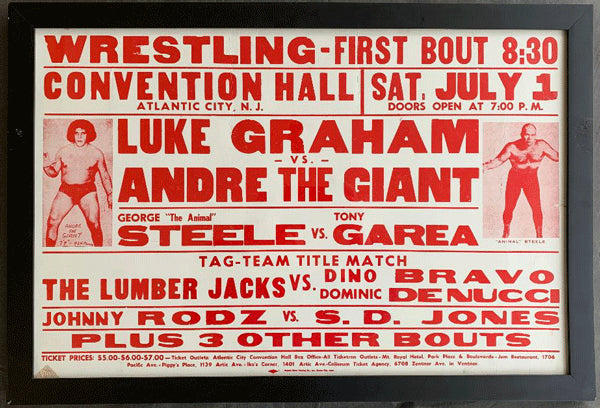 WRESTLING-FIRST BOUT 8:30
CONVENTION HALL
ATLANTIC CITY, N. J.
SAT. JULY 1
DOORS OPEN AT 7:00 P. M.
LUKE GRAHAM
- VS. -
ANDRE THE GIANT
ANDRE
THE
GIANT
"ANIMAL" STEELE
GEORGE "The Animal"
STEELE VS. TONY
GAREA
TAG-TEAM TITLE MATCH
THE LUMBER JACKS VS. DINO BRAVO
DOMINIC DENUCCI
JOHNNY RODZ VS. S. D. JONES
PLUS 3 OTHER BOUTS
TICKET PRICES: $5.00-$6.00-$7.00—Ticket Outlets Atlantic City Convention Hall Box Office-All Ticketron Outlets-Mt. Royal Hotel, Park Place & Boulevarde-Jem Restaurant, 1706
Pacific Ave.-Piggy's Place, 1139 Artic Ave.-Ike's Corner, 1401 Artic Ave-Coliseum Ticket Agency, 6708 Ventnor Ave. in Ventnor.